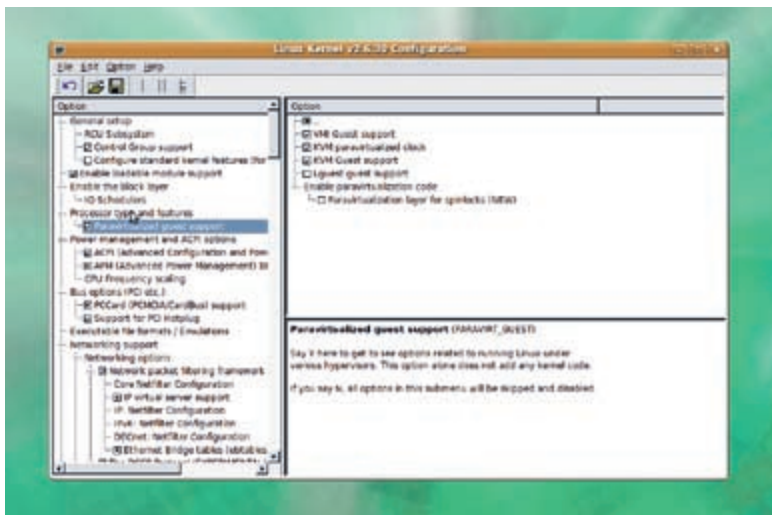 Linux Kernel v2.6.30 Configuration
File Edit Option Help
Option
General setup
RCU Subsystem
Control Group support
Configure standard kernel features (for
Enable loadable module support
Enable the block layer
IO Schedulers
Processor type and features
Paravirtualized guest support
Power management and ACPI options
ACPI (Advanced Configuration and Pow
APM (Advanced Power Management) BI
CPU Frequency scaling
Bus options (PCI etc.)
PCCard (PCMCIA/CardBus) support
Support for PCI Hotplug
Executable file formats / Emulations
Networking support
Networking options
Network packet filtering framework
Core Netfilter Configuration
IP virtual server support
IP: Netfilter Configuration
IPv6: Netfilter Configuration
DECnet: Netfilter Configuration
Ethernet Bridge tables (ebtables
Option
..
VMI Guest support
KVM paravirtualized clock
KVM Guest support
Lguest guest support
Enable paravirtualization code
Paravirtualization layer for spinlocks (NEW)
Paravirtualized guest support (PARAVIRT_GUEST)
Say Y here to get to see options related to running Linux under
various hypervisors. This option alone does not add any kernel code.
If you say N, all options in this submenu will be skipped and disabled.